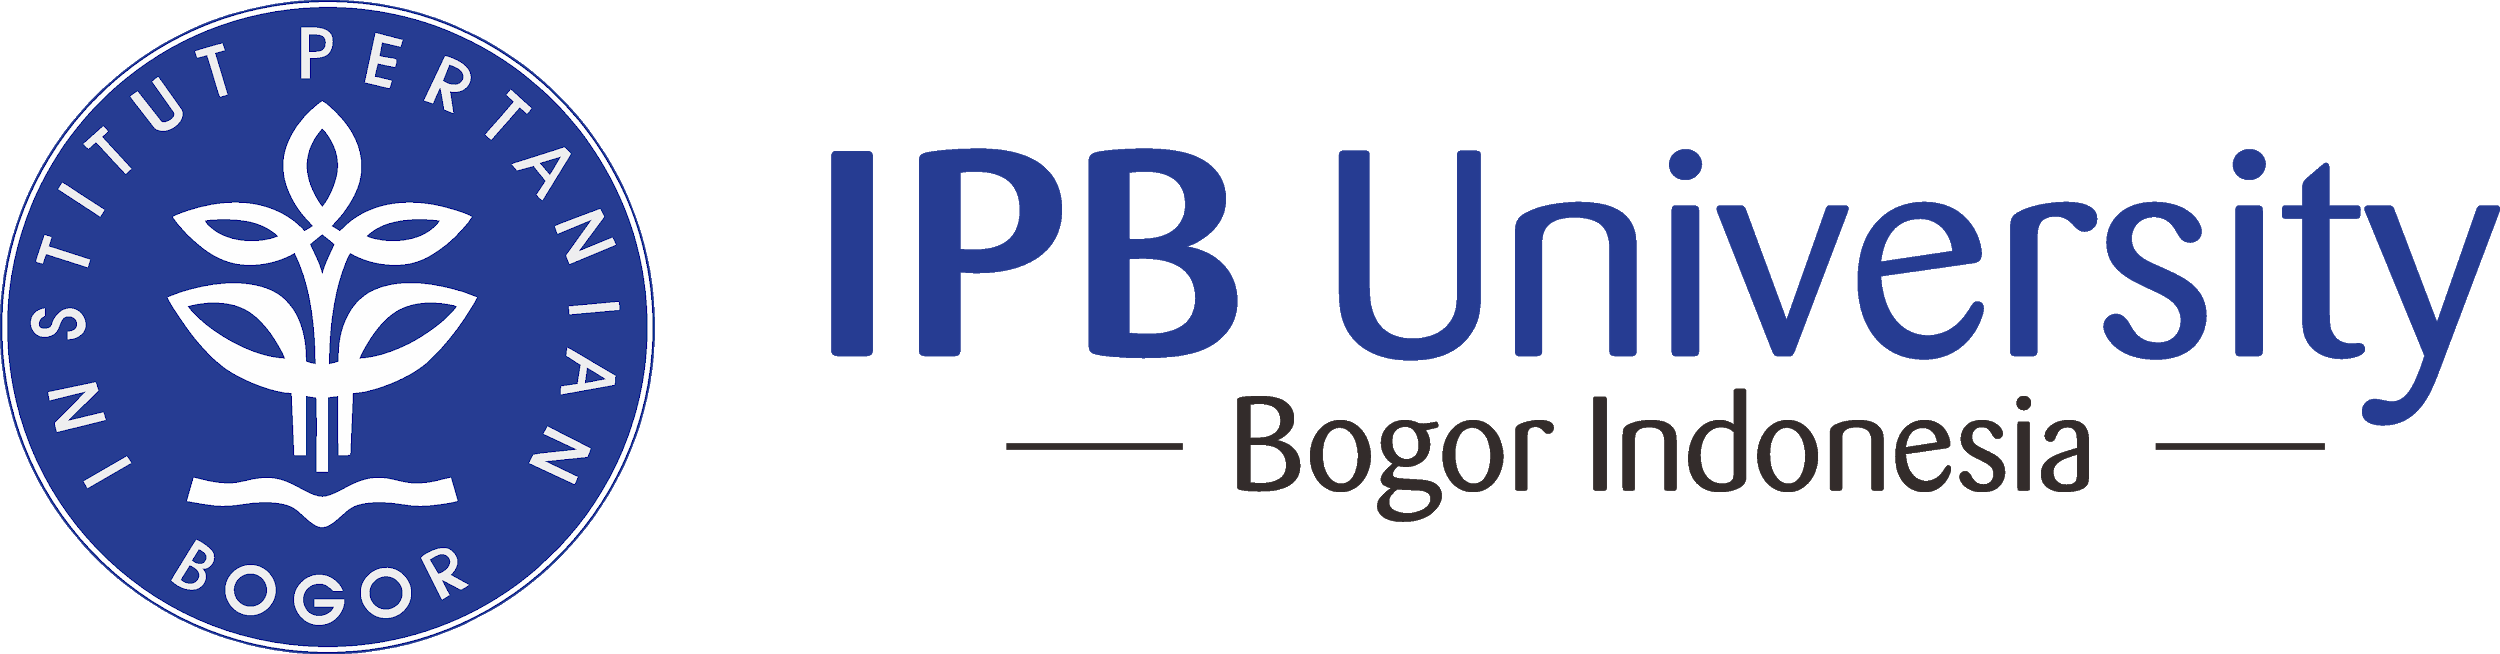 INSTITUT PERTANIAN
BOGOR
IPB University
Bogor Indonesia